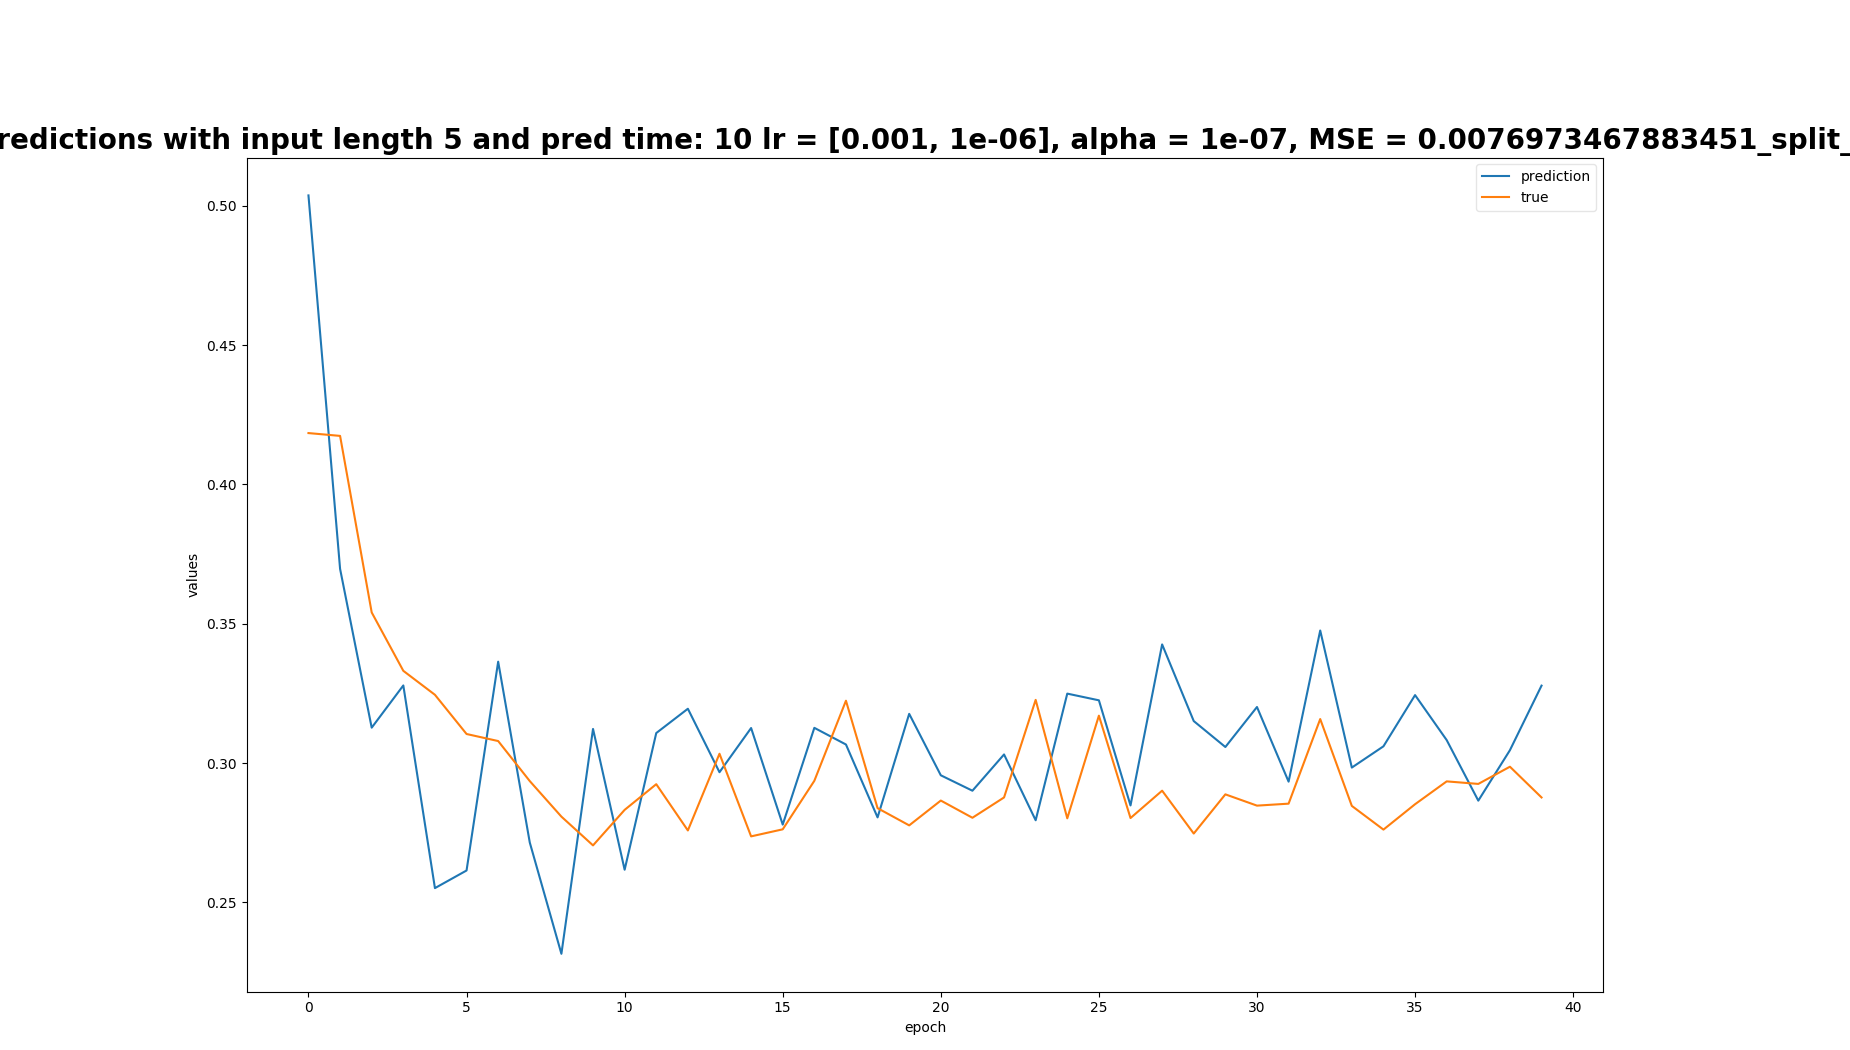 redictions with input length 5 and pred time: 10 lr = [0.001, 1e-06], alpha = 1e-07, MSE = 0.0076973467883451_split_
prediction
true
0.50
0.45
0.40
0.35
0.30
0.25
values
0 5 10 15 20 25 30 35 40
epoch